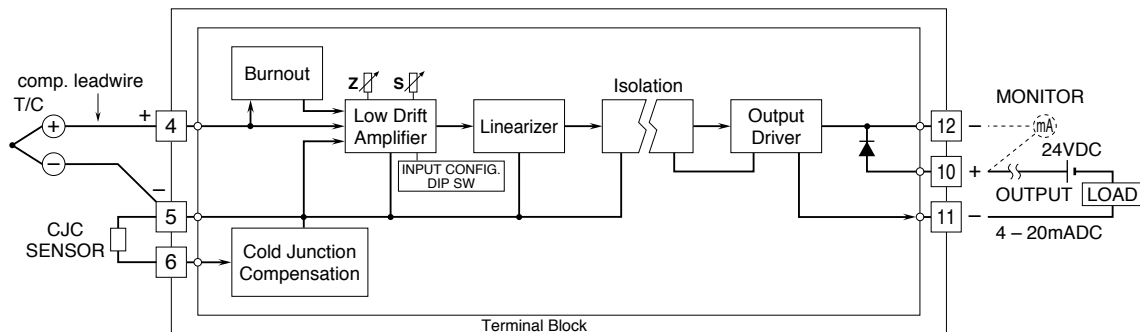 comp. leadwire
T/C
+
–
+
–
CJC
SENSOR
4
5
6
Burnout
Z
S
Low Drift
Amplifier
INPUT CONFIG.
DIP SW
Cold Junction
Compensation
Linearizer
Isolation
Output
Driver
12
10
11
–
+
–
MONITOR
mA
24VDC
OUTPUT
LOAD
4 – 20mADC
Terminal Block